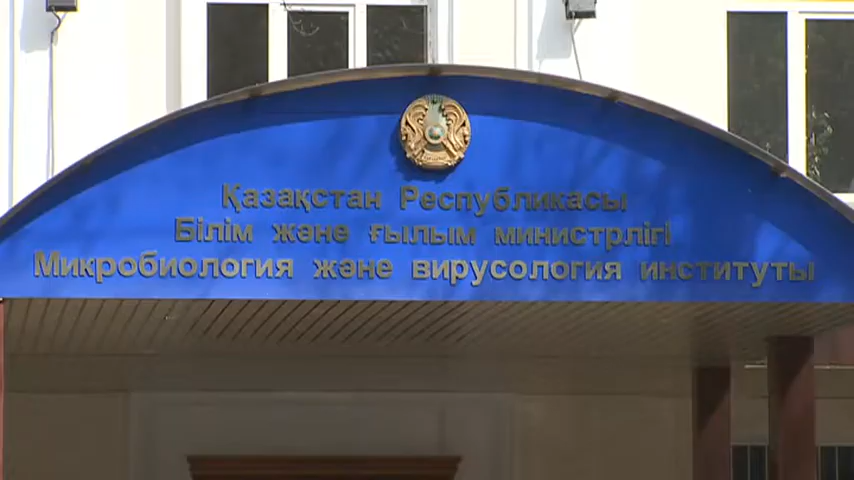 Қазақстан Республикасы
Білім және ғылым министрлігі
Микробиология және вирусология институты